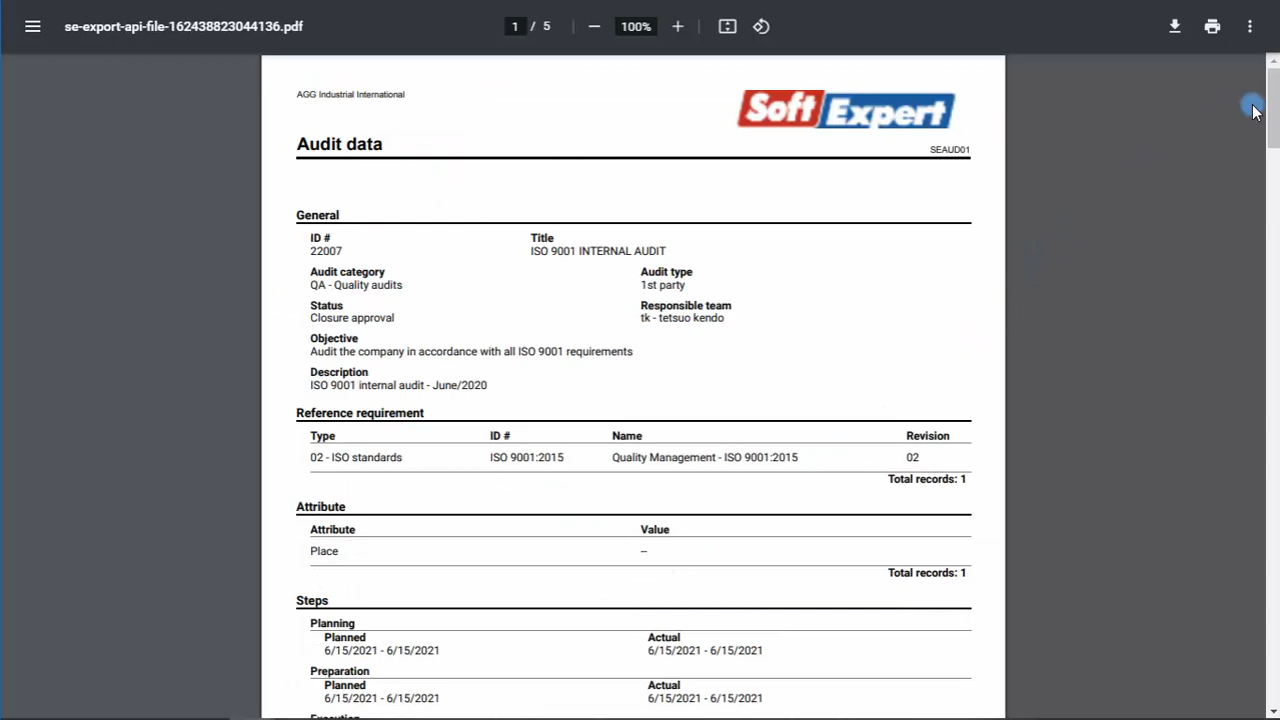 se-export-api-file-162438823044136.pdf
1 / 5
100%
AGG Industrial International
Soft Expert
Audit data
SEAUD01
General
ID # Title
22007 ISO 9001 INTERNAL AUDIT
Audit category Audit type
QA - Quality audits 1st party
Status Responsible team
Closure approval tk - tetsuo kendo
Objective
Audit the company in accordance with all ISO 9001 requirements
Description
ISO 9001 internal audit - June/2020
Reference requirement
Type ID # Name Revision
02 - ISO standards ISO 9001:2015 Quality Management - ISO 9001:2015 02
Total records: 1
Attribute
Attribute Value
Place --
Total records: 1
Steps
Planning
Planned Actual
6/15/2021 - 6/15/2021 6/15/2021 - 6/15/2021
Preparation
Planned Actual
6/15/2021 - 6/15/2021 6/15/2021 - 6/15/2021